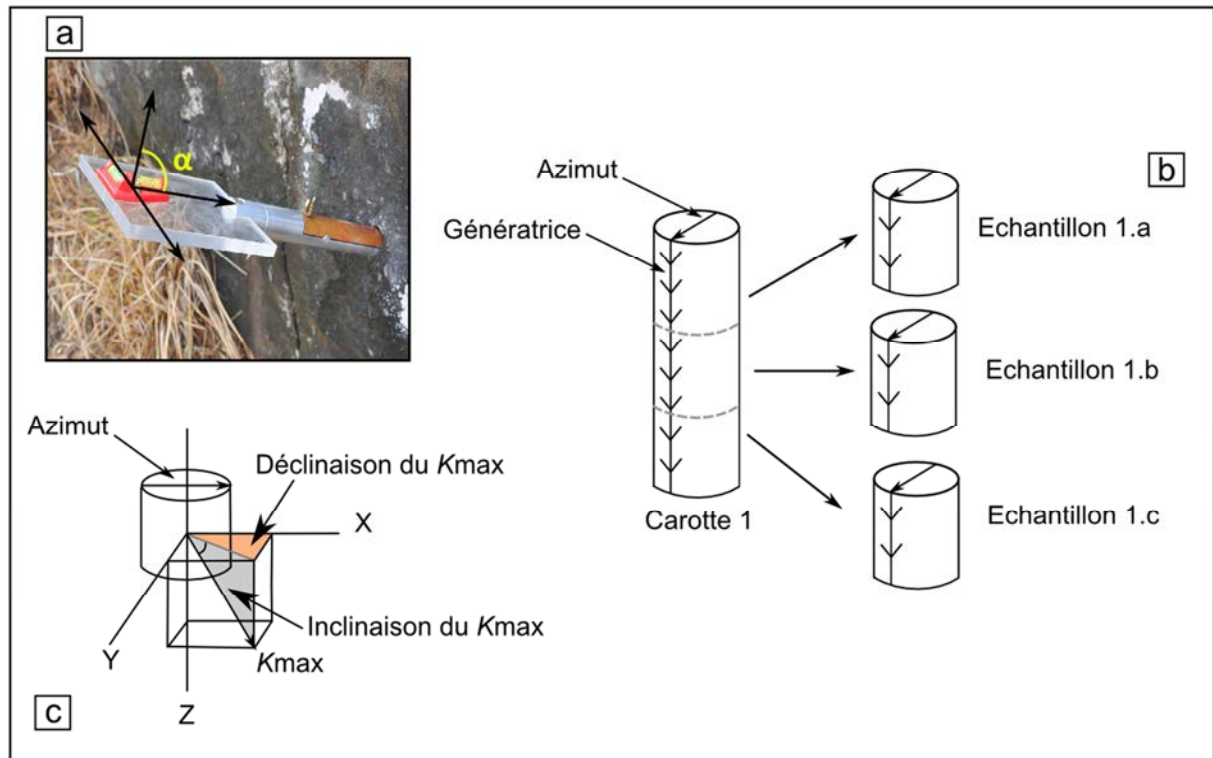 a
α
b
Azimut
Génératrice
Carotte 1
Echantillon 1.a
Echantillon 1.b
Echantillon 1.c
Azimut
Déclinaison du Kmax
X
Inclinaison du Kmax
Y
Kmax
Z
c